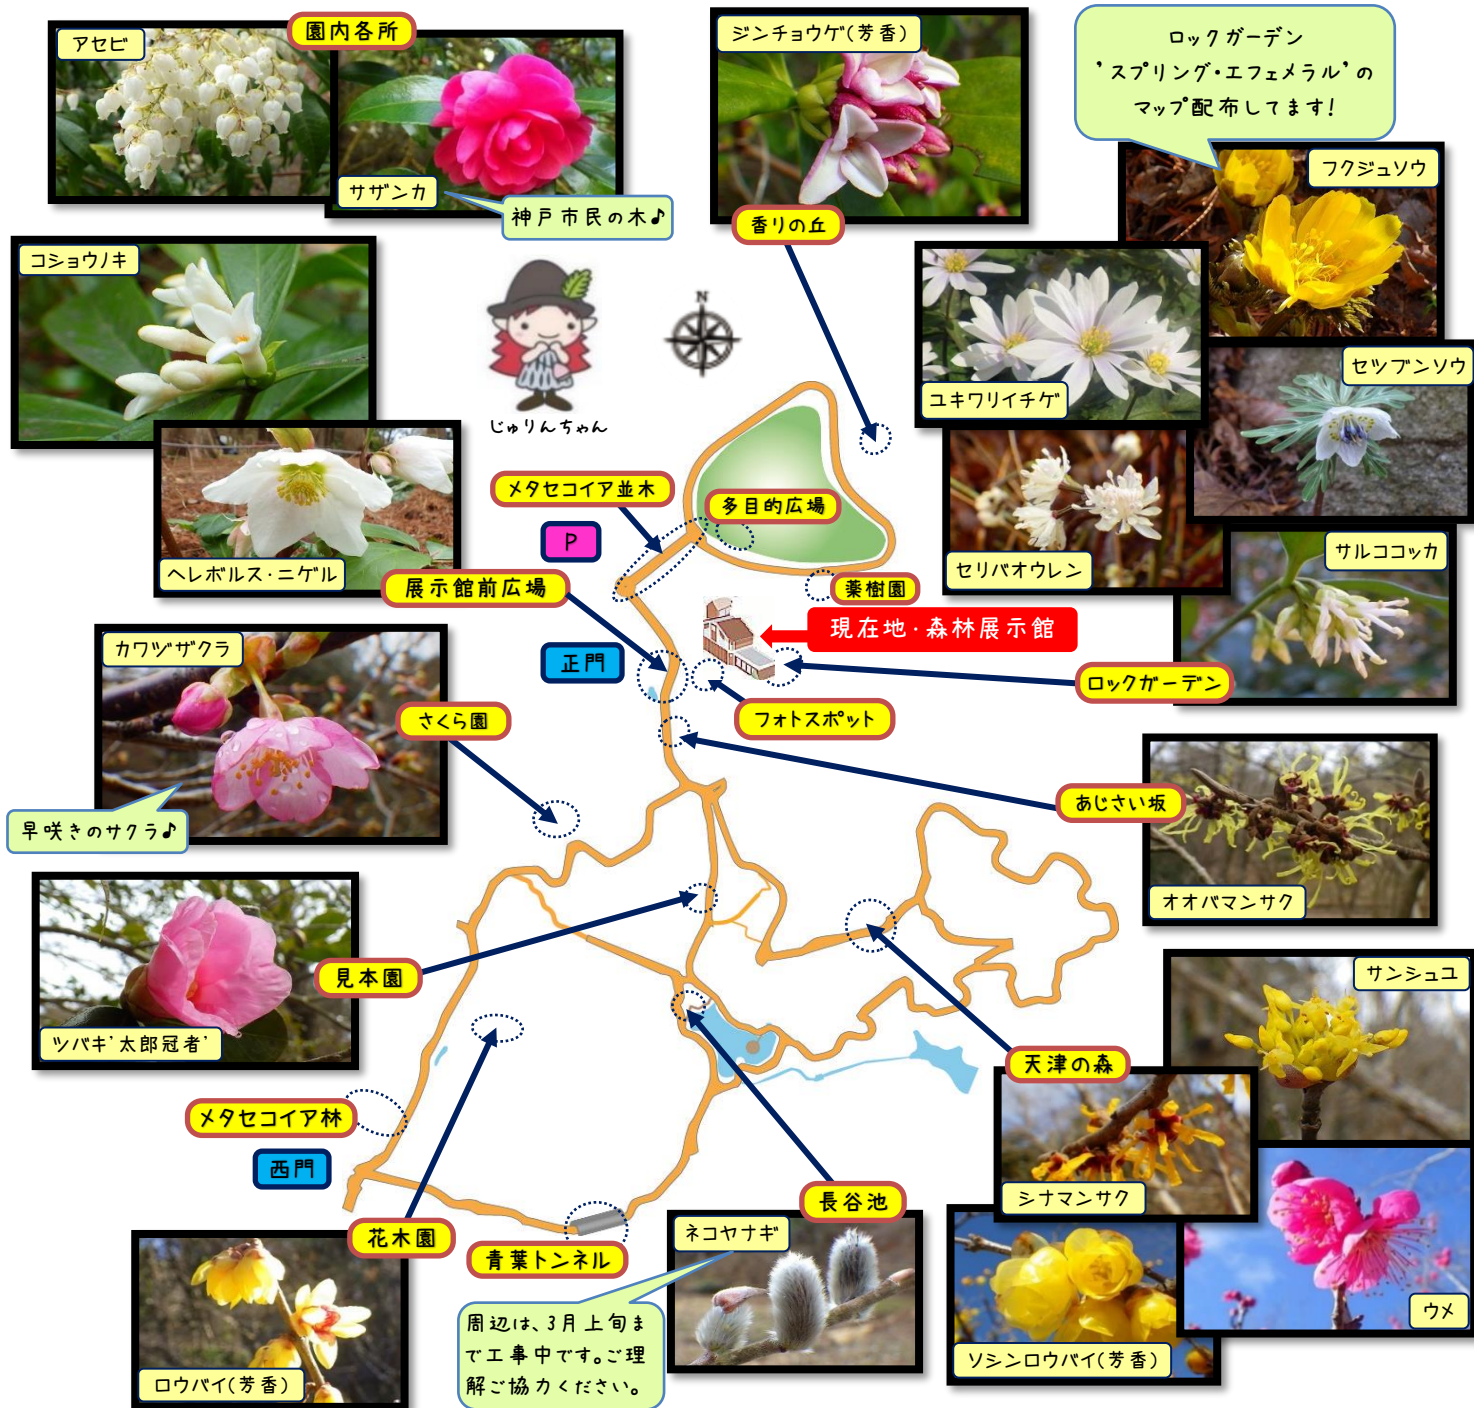 アセビ
園内各所
サザンカ
神戸市民の木♪
ジンチョウゲ(芳香)
香りの丘
ロックガーデン
'スプリング・エフェメラル'の
マップ配布してます!
フクジュソウ
コショウノキ
N
じゅりんちゃん
ユキワリイチゲ
セツブンソウ
ヘレボルス・ニゲル
メタセコイア並木
多目的広場
P
展示館前広場
薬樹園
セリバオウレン
サルココッカ
現在地・森林展示館
カワヅザクラ
正門
ロックガーデン
さくら園
フォトスポット
早咲きのサクラ♪
あじさい坂
オオバマンサク
見本園
ツバキ'太郎冠者'
サンシュユ
天津の森
メタセコイア林
西門
シナマンサク
花木園
青葉トンネル
長谷池
ネコヤナギ
周辺は、3月上旬ま
で工事中です。ご理
解ご協力ください。
ロウバイ(芳香)
ソシンロウバイ(芳香)
ウメ